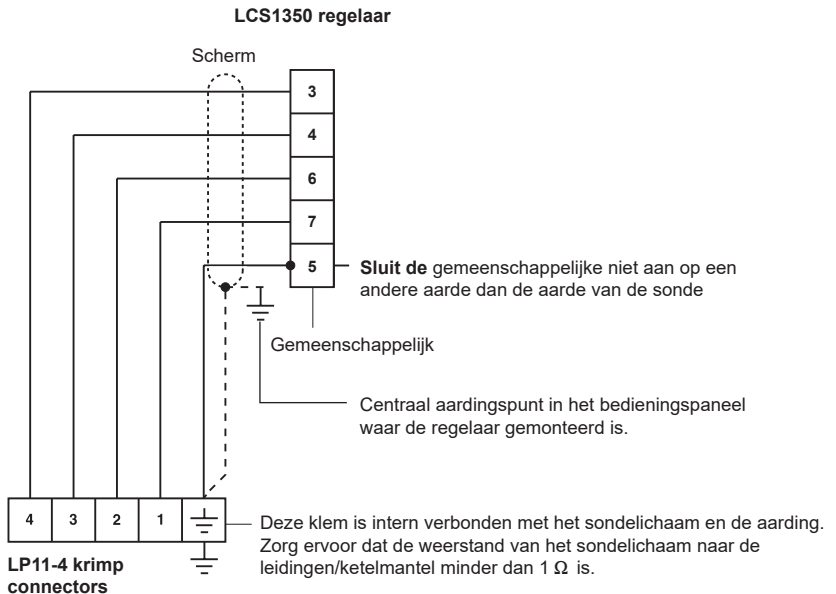 LCS1350 regelaar
Scherm
3
4
6
7
5
Sluit de gemeenschappelijke niet aan op een
andere aarde dan de aarde van de sonde
Gemeenschappelijk
Centraal aardingspunt in het bedieningspaneel
waar de regelaar gemonteerd is.
4 3 2 1
Deze klem is intern verbonden met het sondelichaam en de aarding.
Zorg ervoor dat de weerstand van het sondelichaam naar de
leidingen/ketelmantel minder dan 1 Ω is.
LP11-4 krimp
connectors